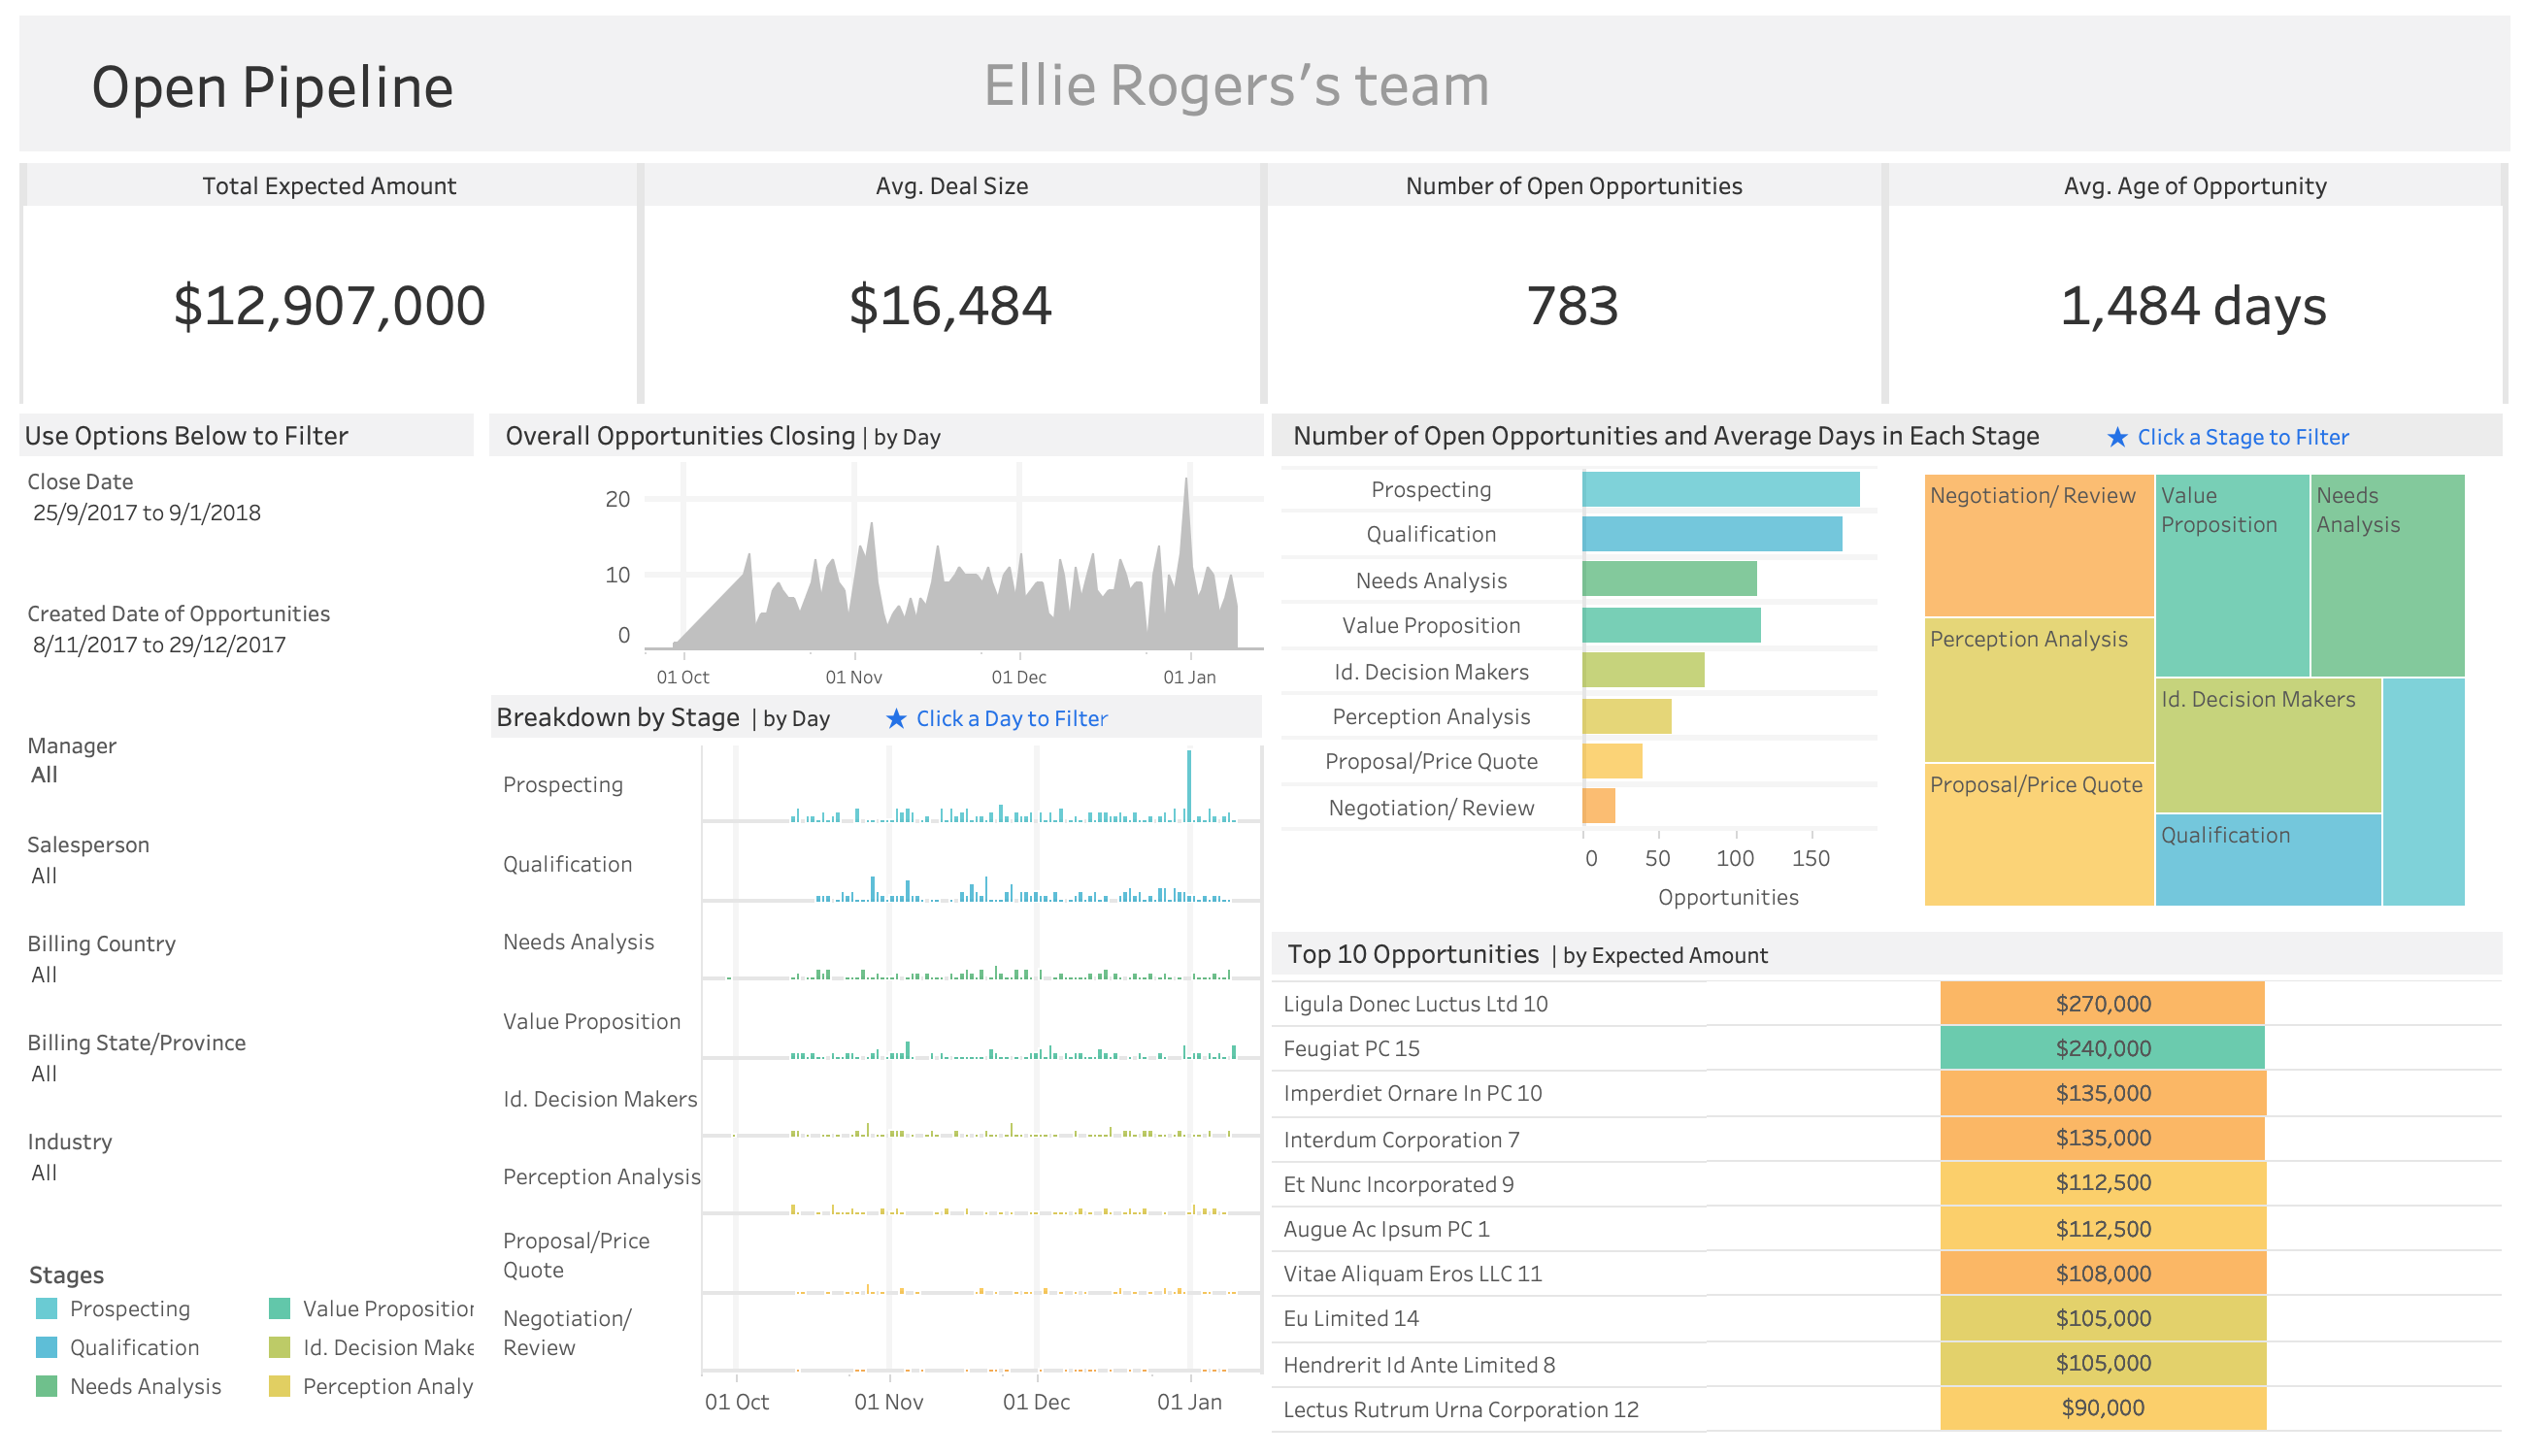 Open Pipeline
Ellie Rogers’s team
Total Expected Amount
Avg. Deal Size
Number of Open Opportunities
Avg. Age of Opportunity
$12,907,000
$16,484
783
1,484 days
Use Options Below to Filter
Close Date
25/9/2017 to 9/1/2018
Created Date of Opportunities
8/11/2017 to 29/12/2017
Manager
All
Salesperson
All
Billing Country
All
Billing State/Province
All
Industry
All
Stages
Prospecting
Qualification
Needs Analysis
Value Proposition
Id. Decision Make
Perception Analy
Overall Opportunities Closing | by Day
20
10
0
01 Oct
01 Nov
01 Dec
01 Jan
Breakdown by Stage | by Day
★ Click a Day to Filter
Prospecting
Qualification
Needs Analysis
Value Proposition
Id. Decision Makers
Perception Analysis
Proposal/Price
Quote
Negotiation/
Review
01 Oct
01 Nov
01 Dec
01 Jan
Number of Open Opportunities and Average Days in Each Stage
★ Click a Stage to Filter
Prospecting
Qualification
Needs Analysis
Value Proposition
Id. Decision Makers
Perception Analysis
Proposal/Price Quote
Negotiation/ Review
0
50
100
150
Opportunities
Negotiation/ Review
Perception Analysis
Proposal/Price Quote
Value
Proposition
Needs
Analysis
Id. Decision Makers
Qualification
Top 10 Opportunities | by Expected Amount
Ligula Donec Luctus Ltd 10 $270,000
Feugiat PC 15 $240,000
Imperdiet Ornare In PC 10 $135,000
Interdum Corporation 7 $135,000
Et Nunc Incorporated 9 $112,500
Augue Ac Ipsum PC 1 $112,500
Vitae Aliquam Eros LLC 11 $108,000
Eu Limited 14 $105,000
Hendrerit Id Ante Limited 8 $105,000
Lectus Rutrum Urna Corporation 12 $90,000